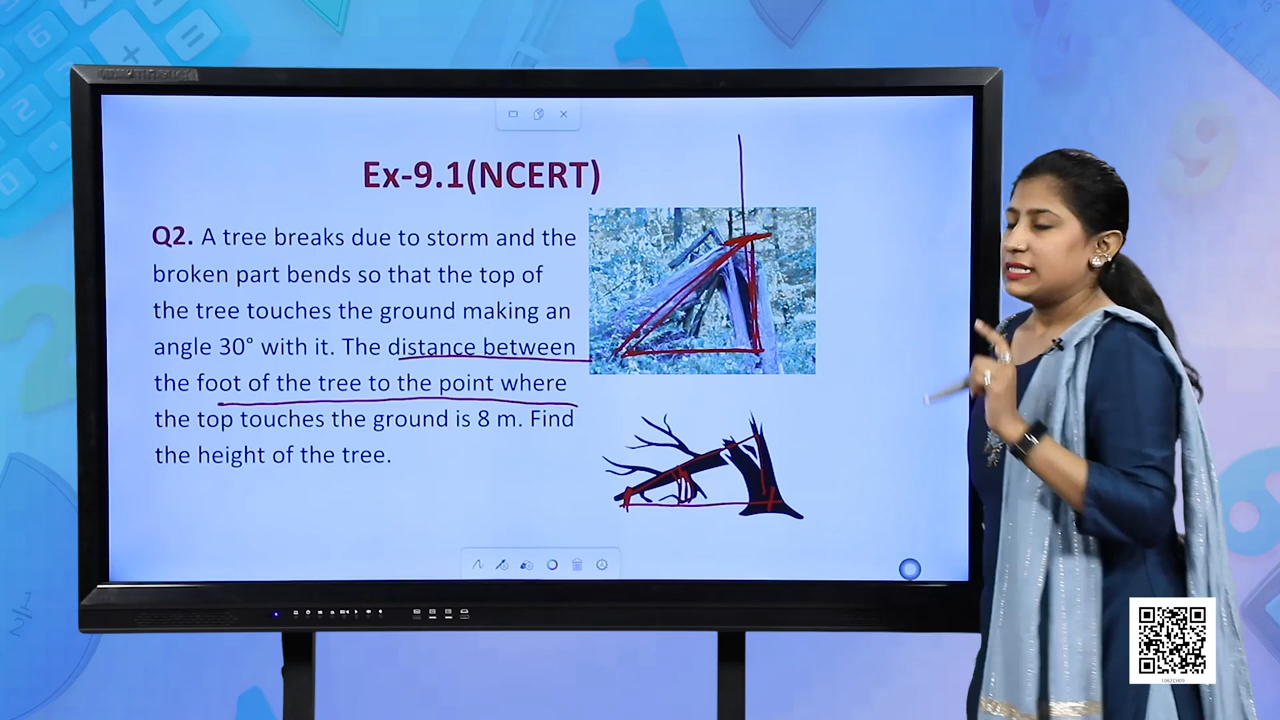 Ex-9.1(NCERT)
Q2. A tree breaks due to storm and the
broken part bends so that the top of
the tree touches the ground making an
angle 30° with it. The distance between
the foot of the tree to the point where
the top touches the ground is 8 m. Find
the height of the tree.
1062CH09